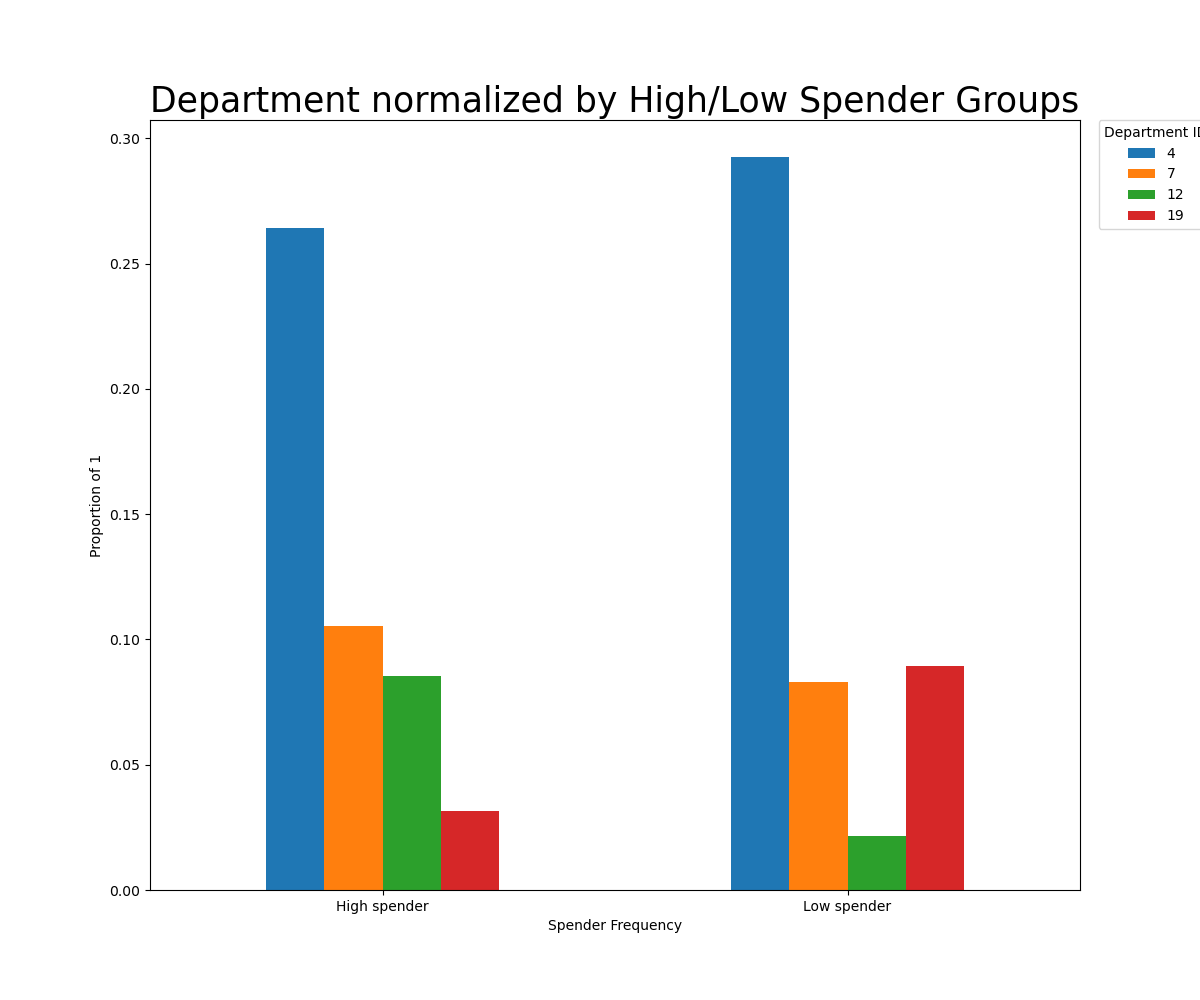 Department normalized by High/Low Spender Groups
Department ID
4
7
12
19
0.30
0.25
0.20
0.15
0.10
0.05
0.00
Proportion of 1
High spender
Low spender
Spender Frequency